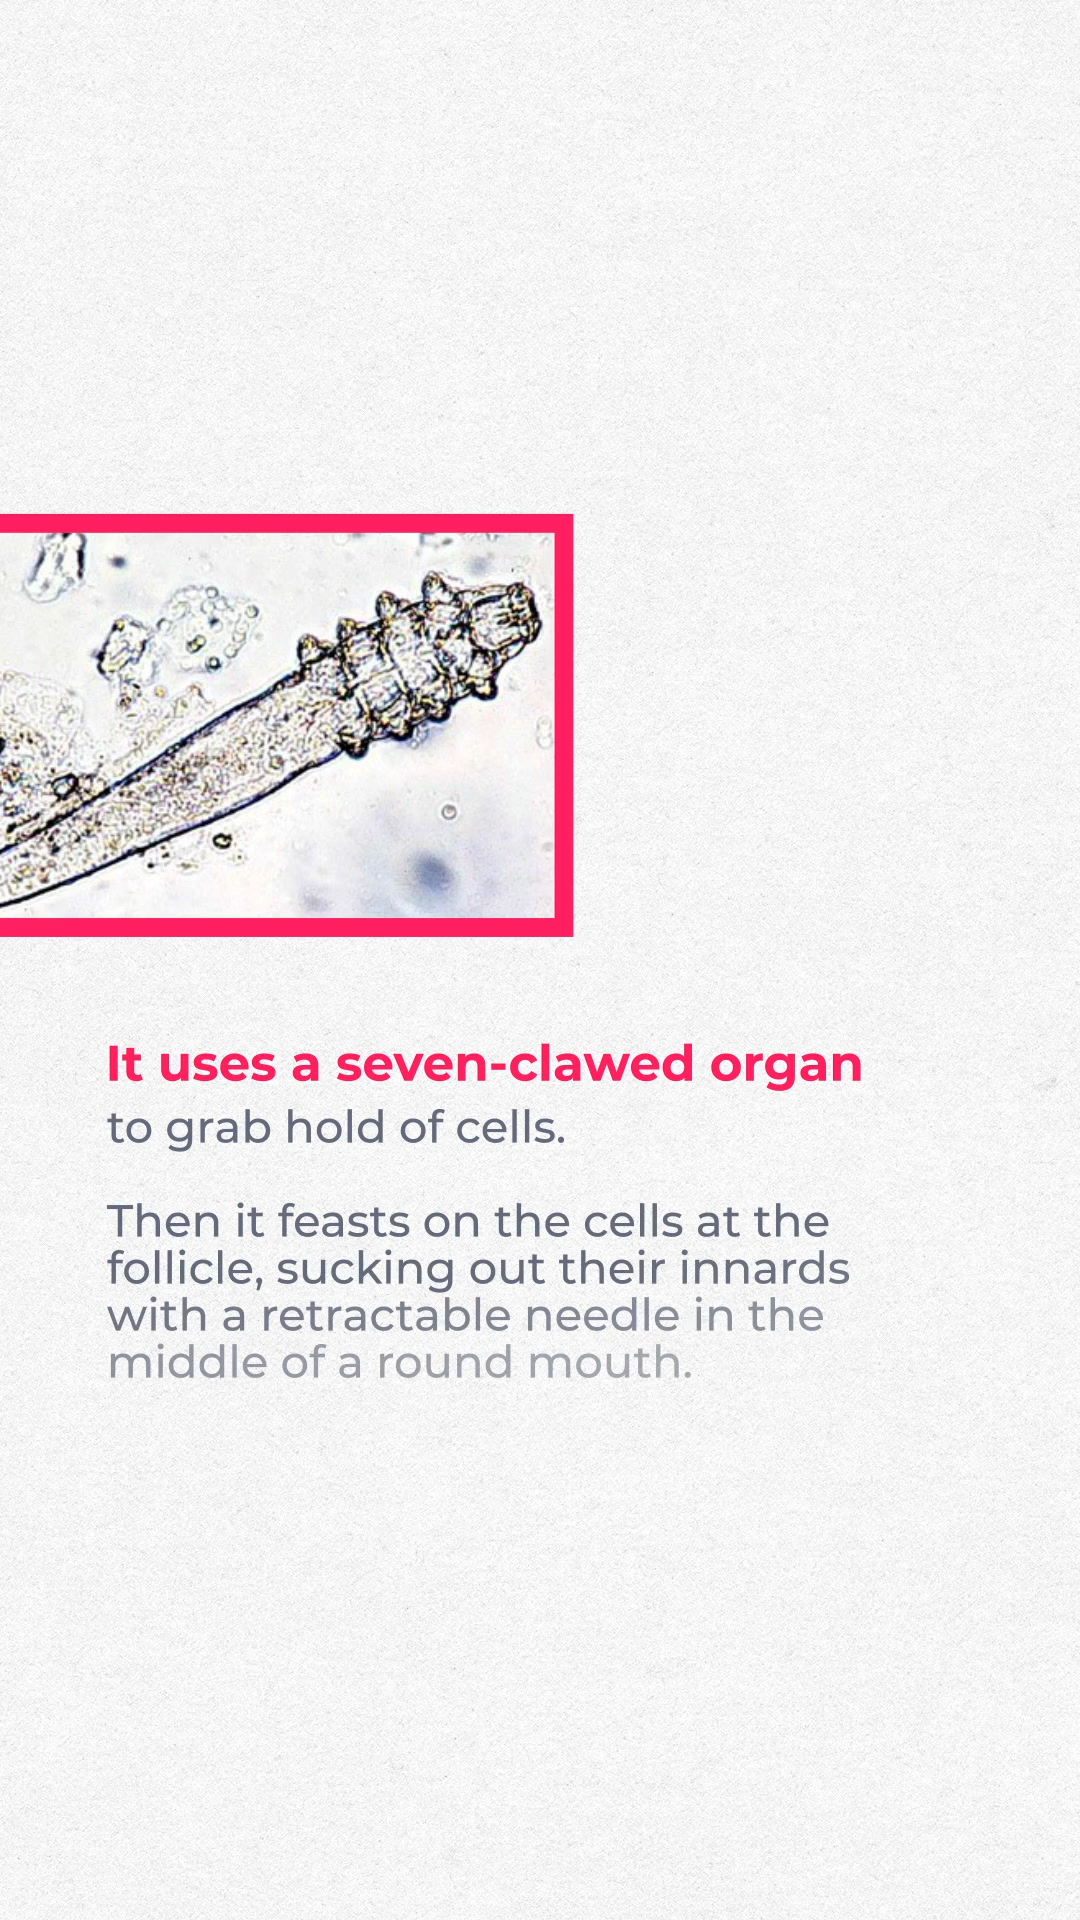 It uses a seven-clawed organ
to grab hold of cells.
Then it feasts on the cells at the
follicle, sucking out their innards
with a retractable needle in the
middle of a round mouth.